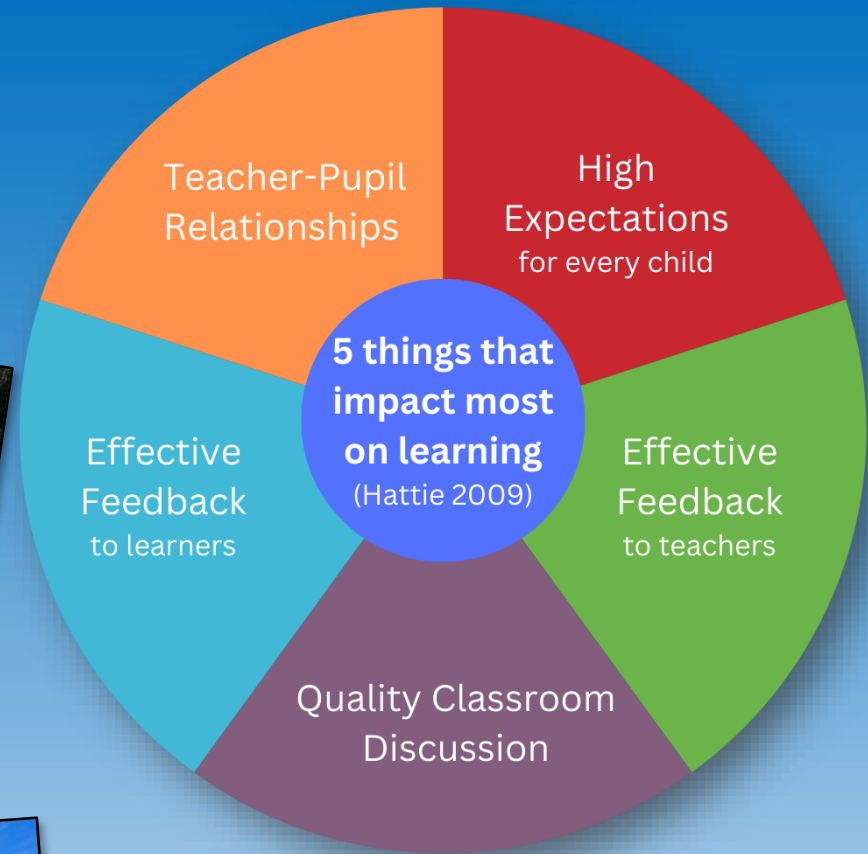 5 things that
impact most
on learning
(Hattie 2009)
High
Expectations
for every child
Effective
Feedback
to teachers
Quality Classroom
Discussion
Effective
Feedback
to learners
Teacher-Pupil
Relationships